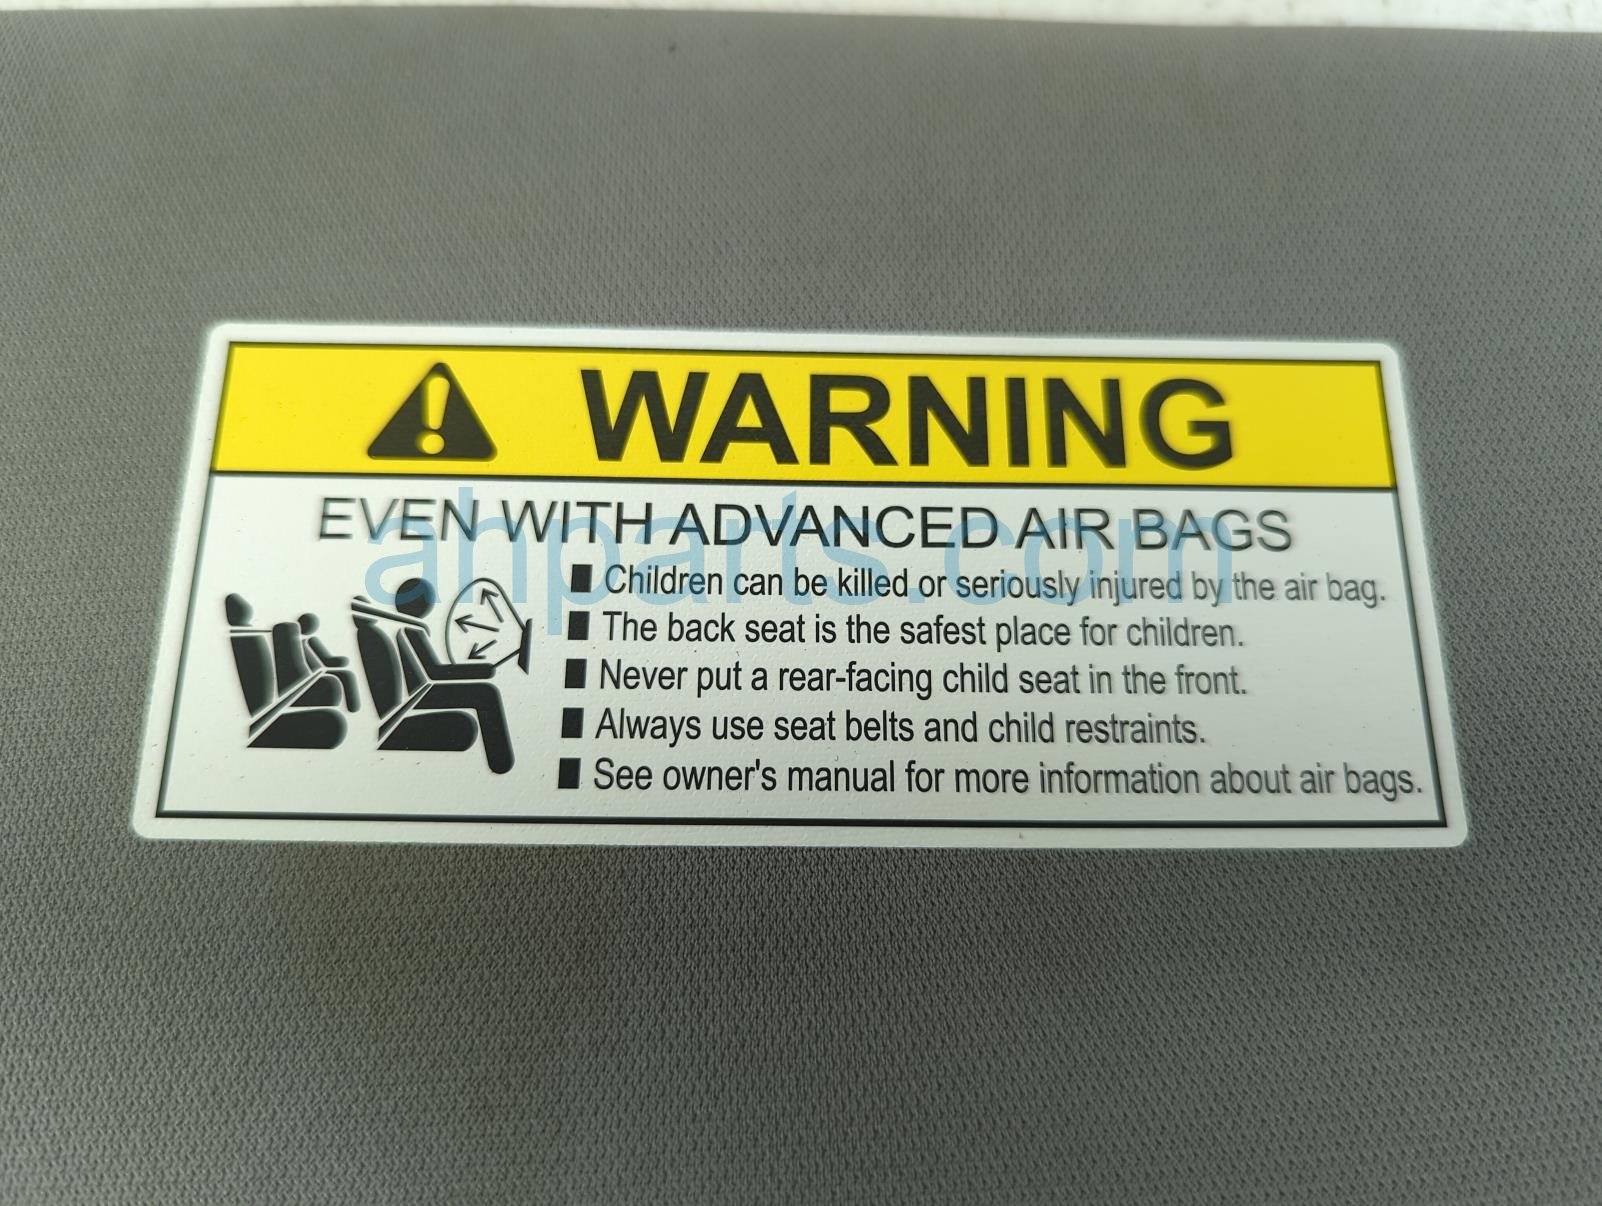 WARNING
EVEN WITH ADVANCED AIR BAGS
■ Children can be killed or seriously injured by the air bag.
■ The back seat is the safest place for children.
■ Never put a rear-facing child seat in the front.
■ Always use seat belts and child restraints.
■ See owner's manual for more information about air bags.
ahparts.com